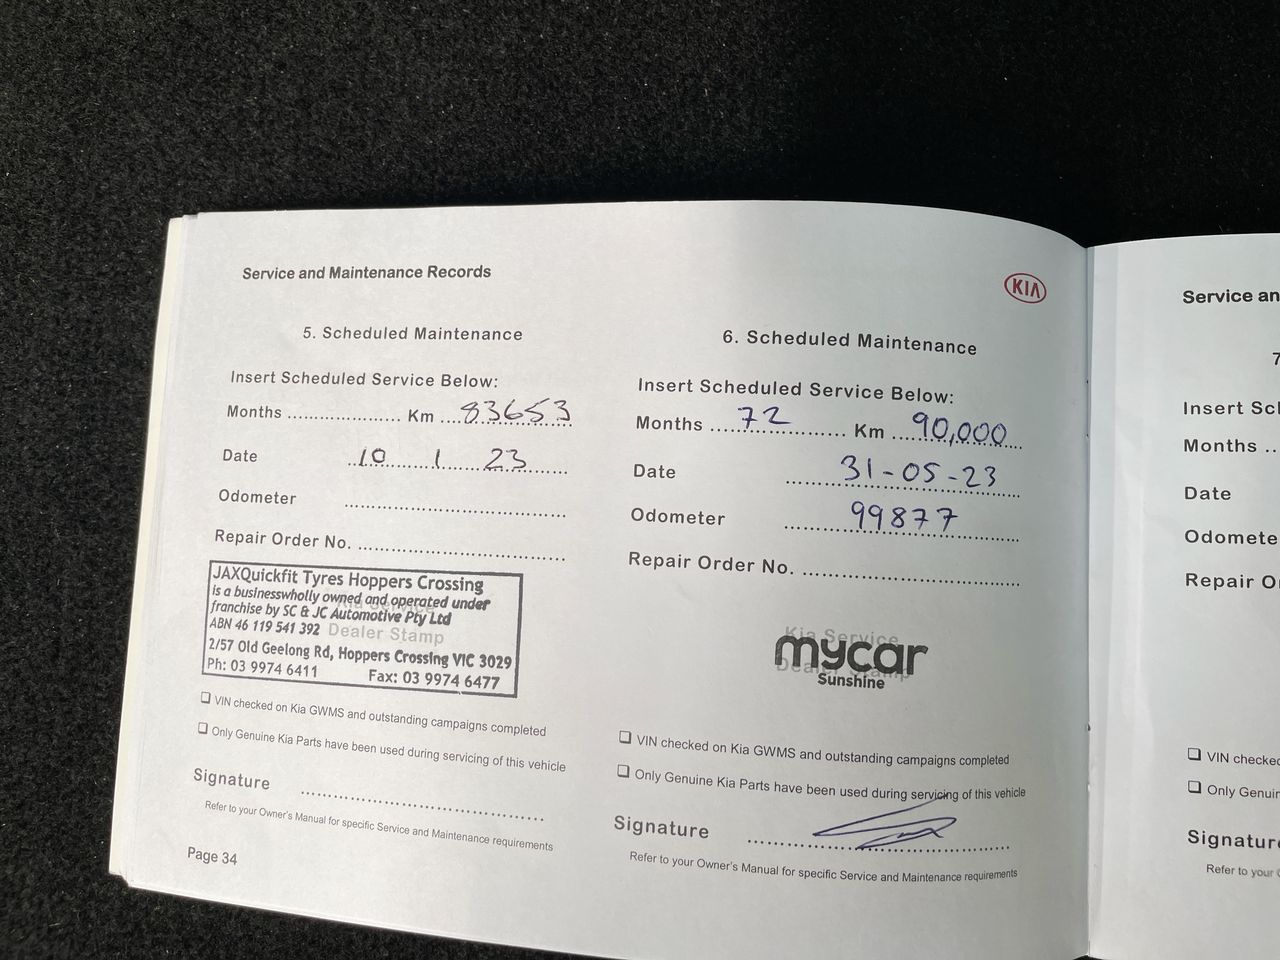 Service and Maintenance Records
KIA
5. Scheduled Maintenance
Insert Scheduled Service Below:
Months .................... Km ....83653
Date 10 1 23
Odometer
Repair Order No.
JAXQuickfit Tyres Hoppers Crossing
is a businesswholly owned and operated under
franchise by SC & JC Automotive Pty Ltd
ABN 46 119 541 392 Dealer Stamp
2/57 Old Geelong Rd, Hoppers Crossing VIC 3029
Ph: 03 9974 6411 Fax: 03 9974 6477
❏ VIN checked on Kia GWMS and outstanding campaigns completed
❏ Only Genuine Kia Parts have been used during servicing of this vehicle
Signature
Refer to your Owner's Manual for specific Service and Maintenance requirements
Page 34
6. Scheduled Maintenance
Insert Scheduled Service Below:
Months ....72.... Km ....90,000
Date 31-05-23
Odometer 99877
Repair Order No.
Kia Service
mycar
Dealer Stamp
Sunshine
❏ VIN checked on Kia GWMS and outstanding campaigns completed
❏ Only Genuine Kia Parts have been used during servicing of this vehicle
Signature
Refer to your Owner's Manual for specific Service and Maintenance requirements
Service an
7
Insert Scl
Months ..
Date
Odomete
Repair O
❏ VIN checke
❏ Only Genuin
Signature
Refer to your